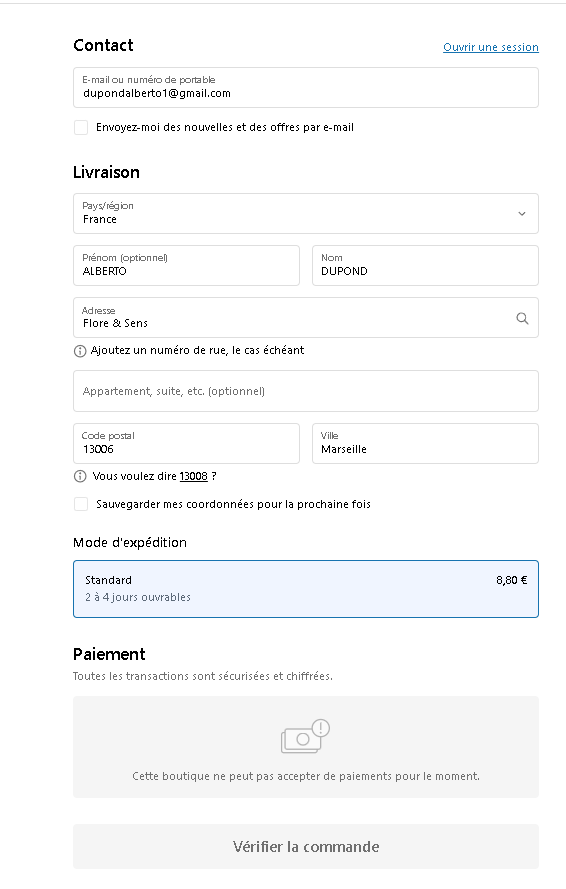 Contact
Ouvrir une session
E-mail ou numéro de portable
dupondalberto1@gmail.com
Envoyez-moi des nouvelles et des offres par e-mail
Livraison
Pays/région
France
Prénom (optionnel)
ALBERTO
Nom
DUPOND
Adresse
Flore & Sens
Ajoutez un numéro de rue, le cas échéant
Appartement, suite, etc. (optionnel)
Code postal
13006
Ville
Marseille
Vous voulez dire 13008 ?
Sauvegarder mes coordonnées pour la prochaine fois
Mode d'expédition
Standard
8,80 €
2 à 4 jours ouvrables
Paiement
Toutes les transactions sont sécurisées et chiffrées.
Cette boutique ne peut pas accepter de paiements pour le moment.
Vérifier la commande